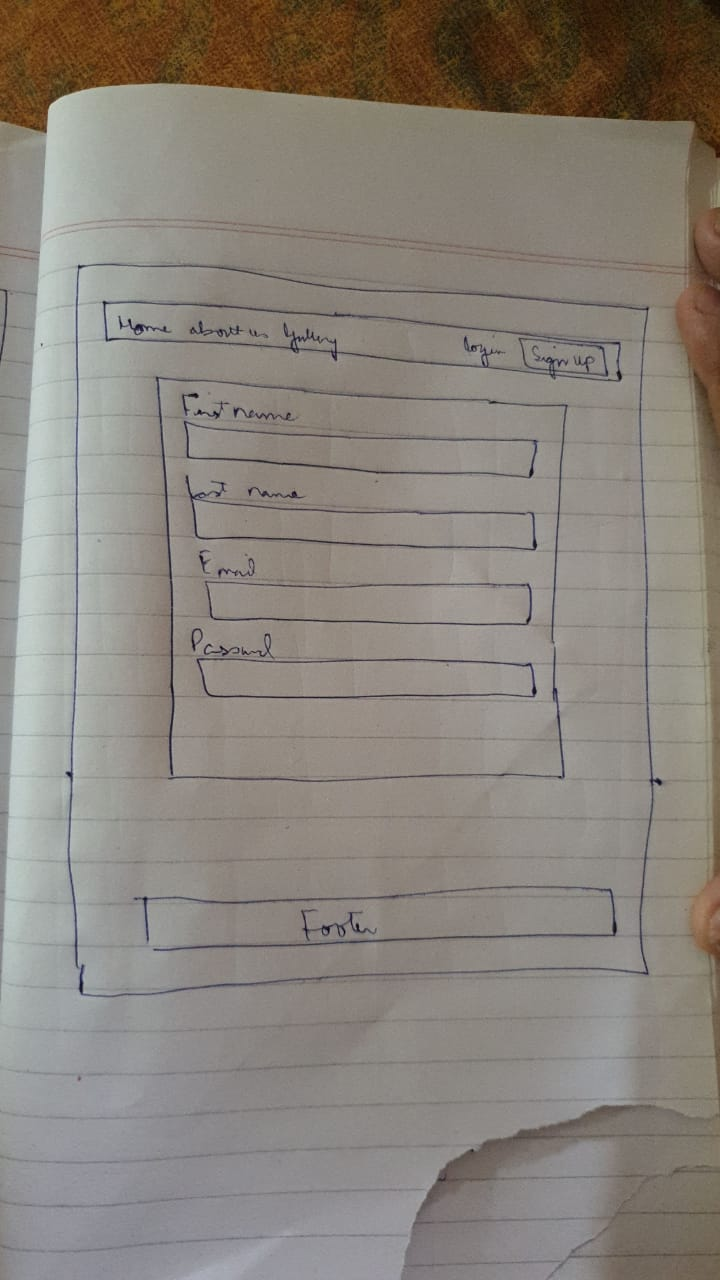 Home about us Gallery login Sign up
First name
Last name
Email
Password
Footer